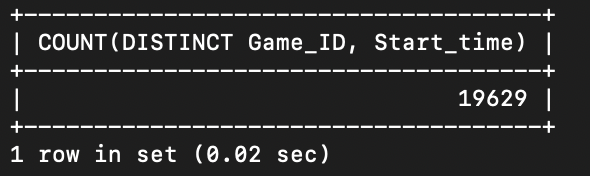 +---------------------------------------+
| COUNT(DISTINCT Game_ID, Start_time) |
+---------------------------------------+
|                               19629 |
+---------------------------------------+
1 row in set (0.02 sec)